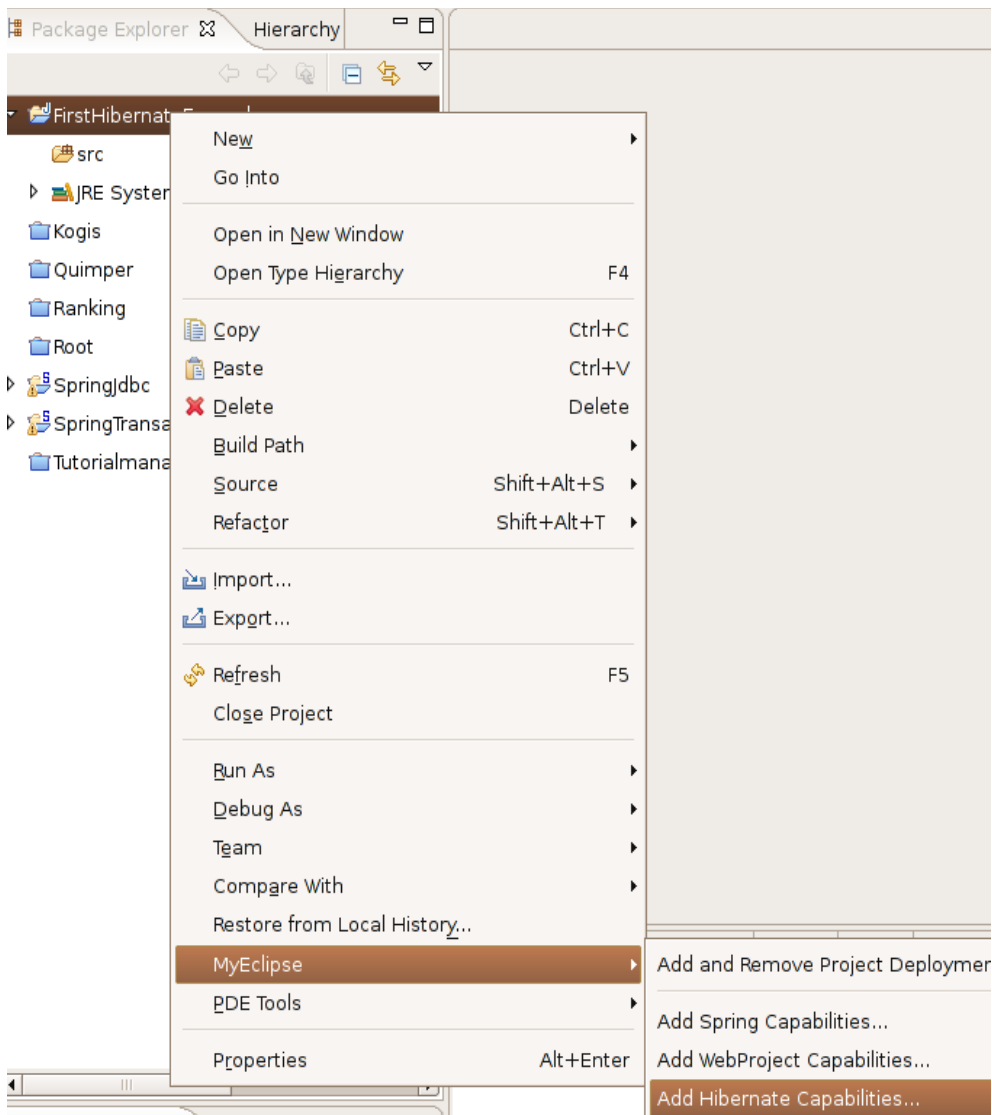 Package Explorer Hierarchy
FirstHibernat
src
JRE System
Kogis
Quimper
Ranking
Root
SpringJdbc
SpringTransa
Tutorialmana
New
Go Into
Open in New Window
Open Type Hierarchy F4
Copy Ctrl+C
Paste Ctrl+V
Delete Delete
Build Path
Source Shift+Alt+S
Refactor Shift+Alt+T
Import...
Export...
Refresh F5
Close Project
Run As
Debug As
Team
Compare With
Restore from Local History...
MyEclipse
PDE Tools
Properties Alt+Enter
Add and Remove Project Deploymen
Add Spring Capabilities...
Add WebProject Capabilities...
Add Hibernate Capabilities...